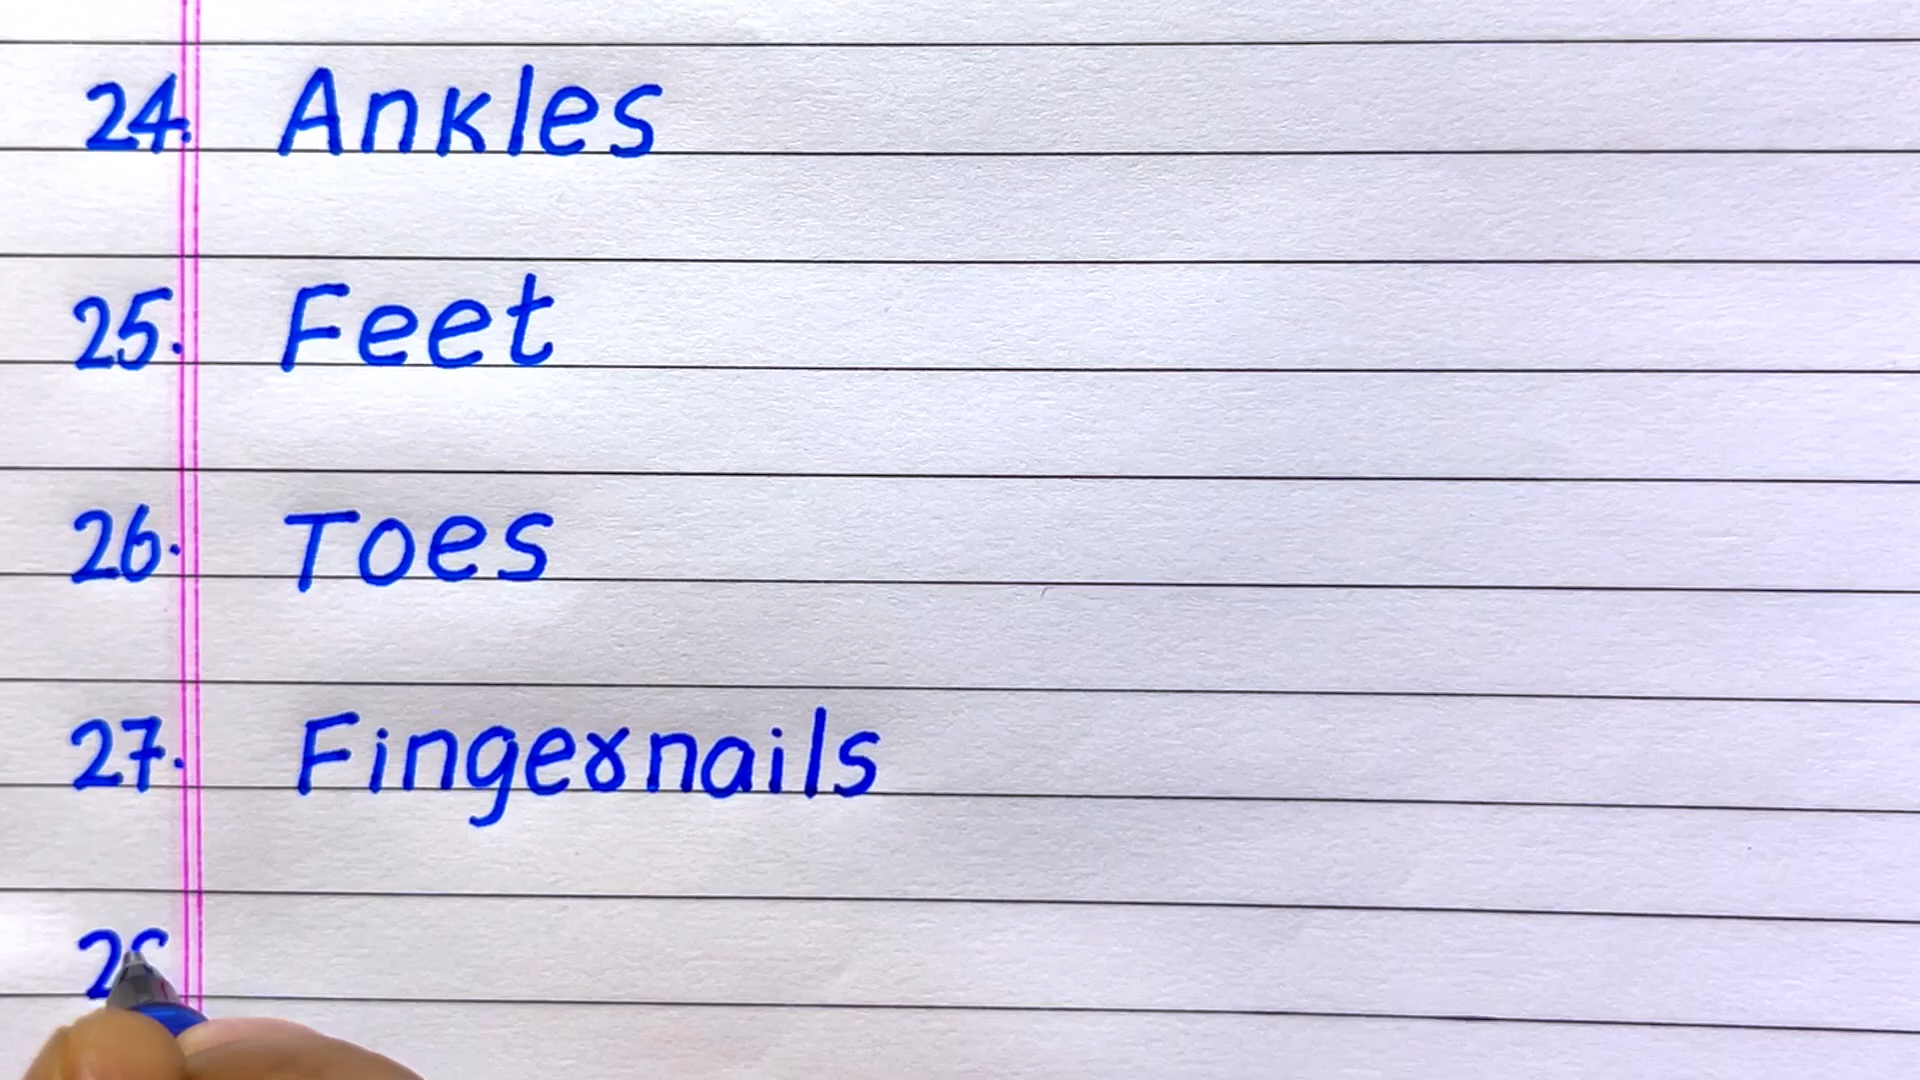 24. Ankles
25. Feet
26. Toes
27. Fingernails